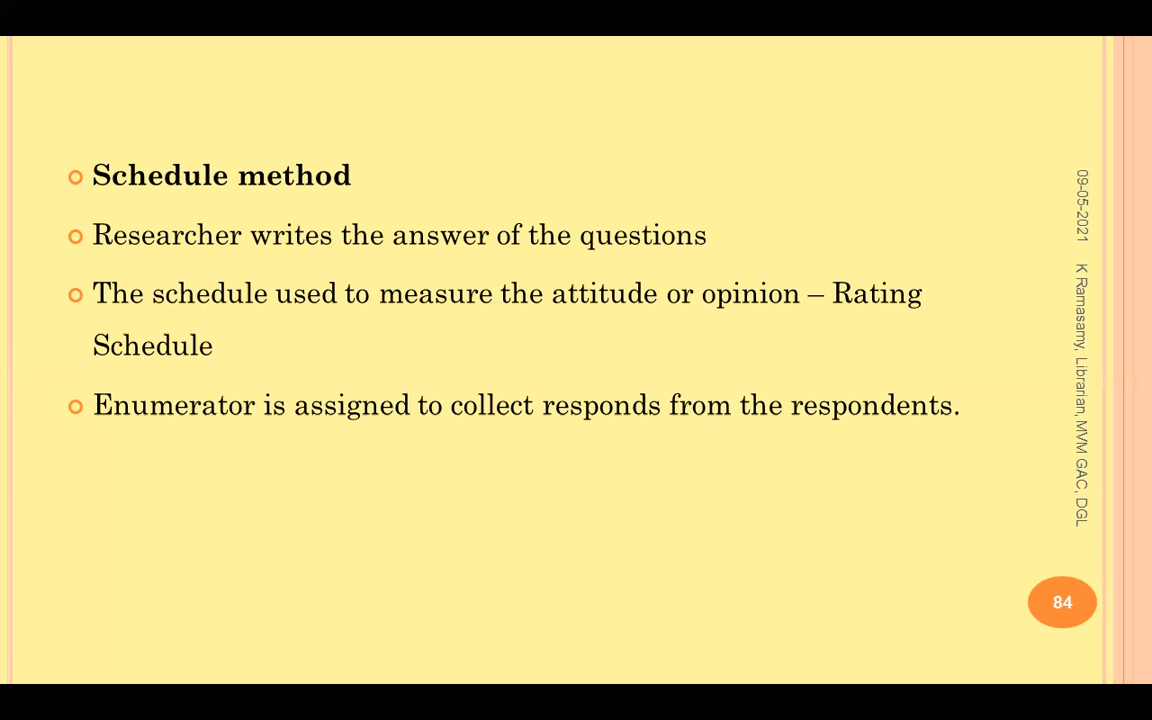 Schedule method
Researcher writes the answer of the questions
The schedule used to measure the attitude or opinion – Rating
Schedule
Enumerator is assigned to collect responds from the respondents.
09-05-2021 K Ramasamy, Librarian, MVM GAC, DGL
84